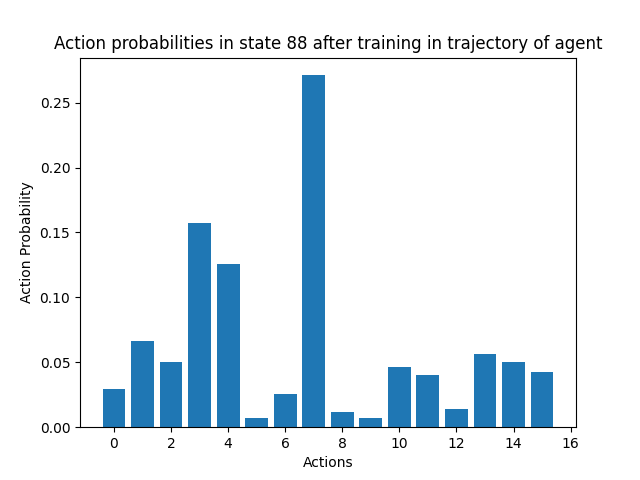 Action probabilities in state 88 after training in trajectory of agent
0.25
0.20
0.15
0.10
0.05
0.00
Action Probability
0 2 4 6 8 10 12 14 16
Actions